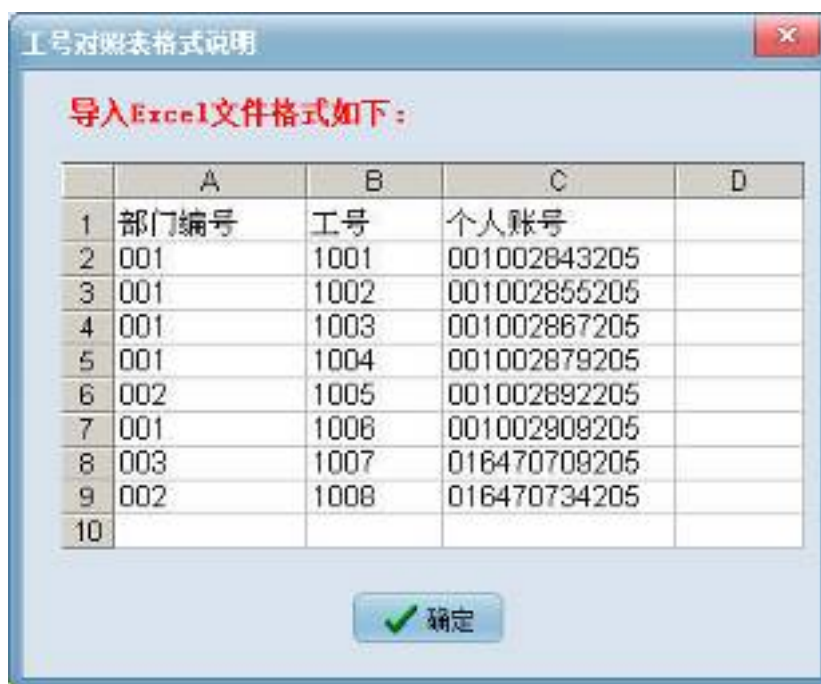 工号对照表格式说明
导入Excel文件格式如下：
A B C D
1 部门编号 工号 个人账号
2 001 1001 001002843205
3 001 1002 001002855205
4 001 1003 001002867205
5 001 1004 001002879205
6 002 1005 001002892205
7 001 1006 001002909205
8 003 1007 016470709205
9 002 1008 016470734205
10
确定